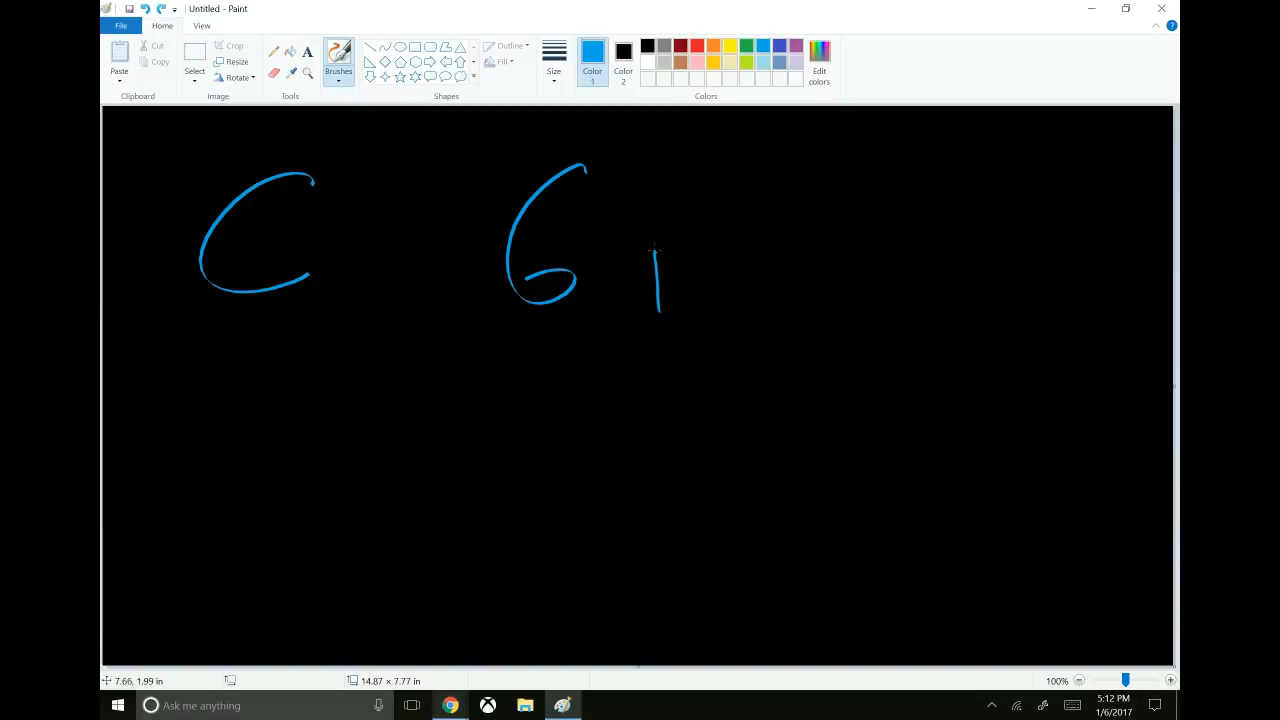 Untitled - Paint
File Home View
Paste Cut Copy Clipboard
Select Crop Resize Rotate Image
Tools
Brushes
Outline Fill Shapes
Size
Color 1 Color 2 Edit colors Colors
C G
7.66, 1.99 in 14.87 × 7.77 in 100%
Ask me anything 5:12 PM
1/6/2017